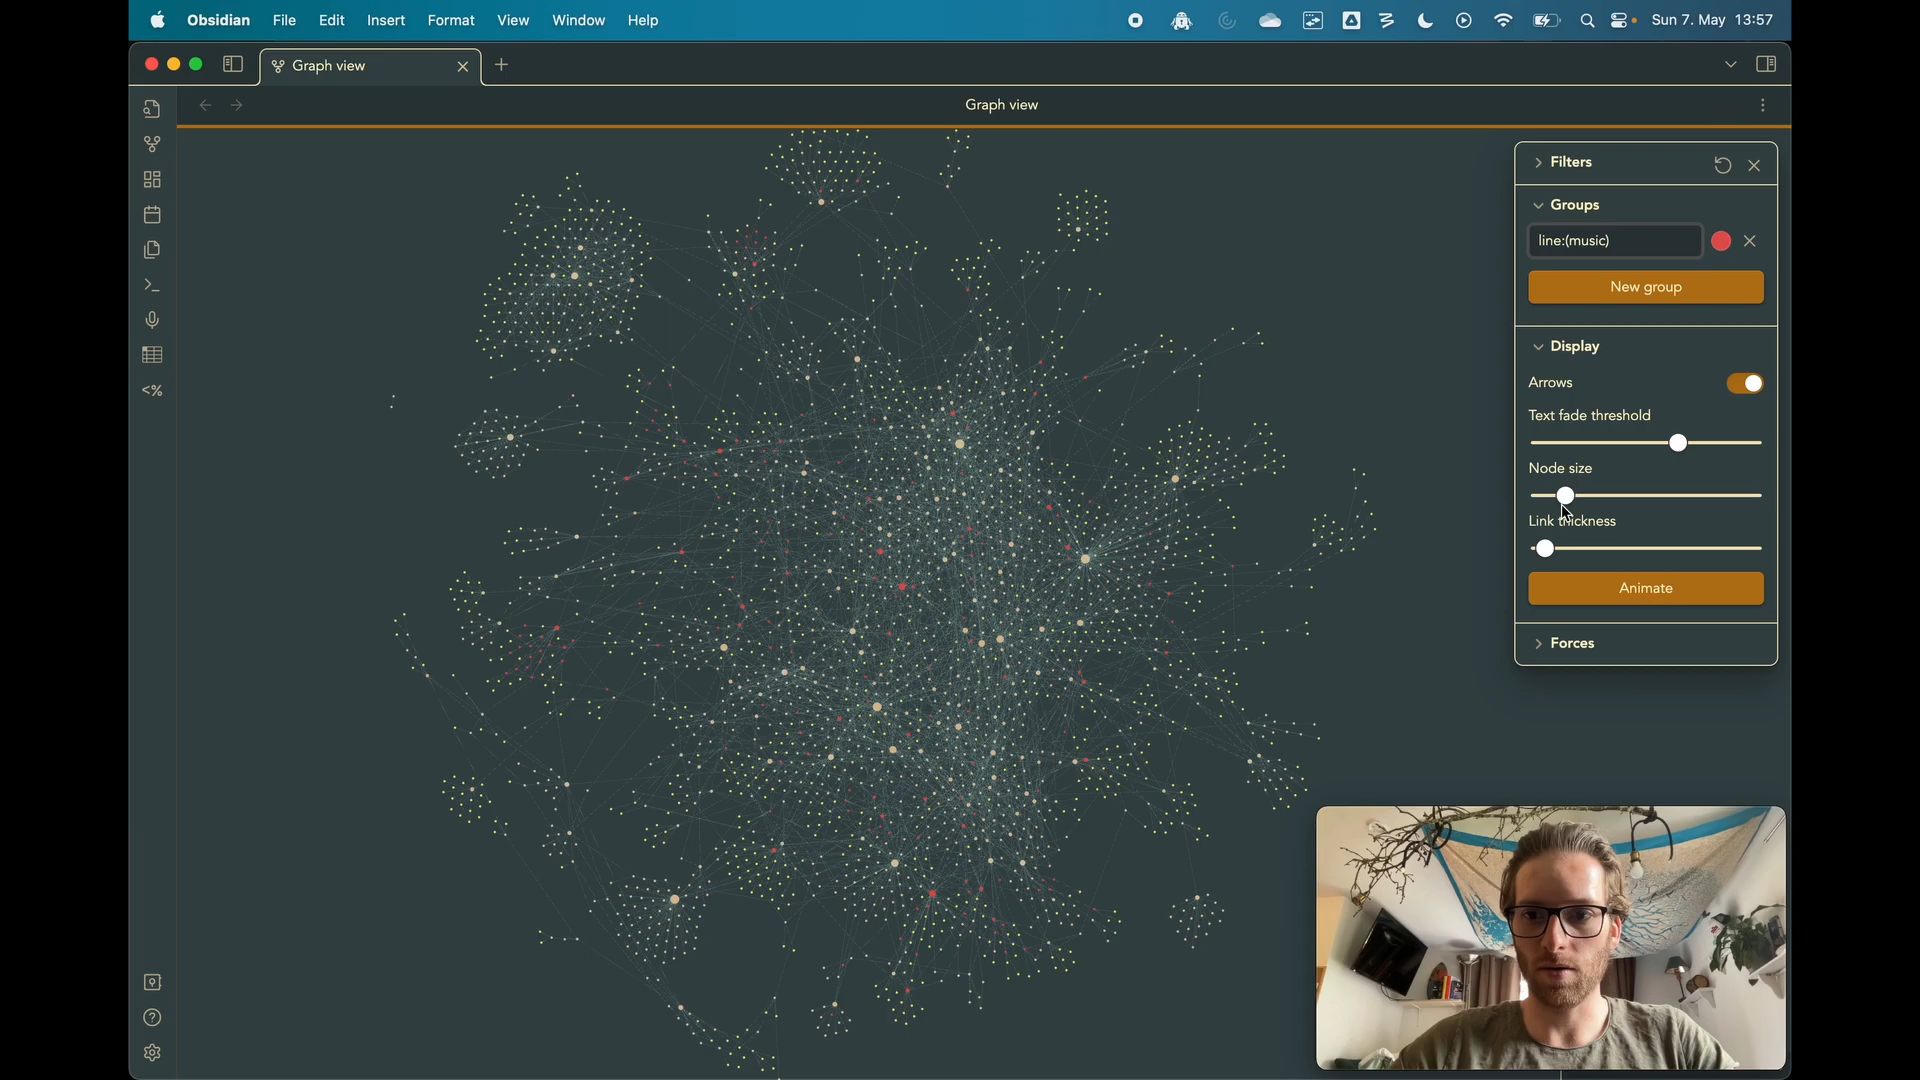 Obsidian File Edit Insert Format View Window Help Sun 7. May 13:57
Graph view
Graph view
Filters
Groups
line:(music)
New group
Display
Arrows
Text fade threshold
Node size
Link thickness
Animate
Forces
<%